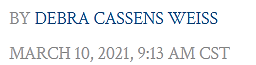 BY DEBRA CASSENS WEISS
MARCH 10, 2021, 9:13 AM CST